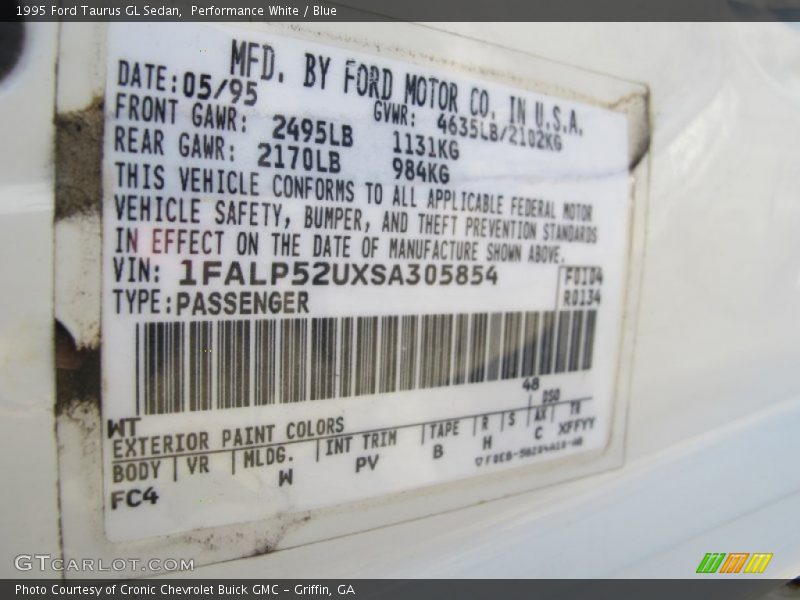 1995 Ford Taurus GL Sedan, Performance White / Blue
MFD. BY FORD MOTOR CO. IN U.S.A.
DATE: 05/95 GVWR: 4635LB/2102KG
FRONT GAWR: 2495LB 1131KG
REAR GAWR: 2170LB 984KG
THIS VEHICLE CONFORMS TO ALL APPLICABLE FEDERAL MOTOR
VEHICLE SAFETY, BUMPER, AND THEFT PREVENTION STANDARDS
IN EFFECT ON THE DATE OF MANUFACTURE SHOWN ABOVE.
VIN: 1FALP52UXSA305854 F0104
TYPE: PASSENGER R0134
48
WT DSO
EXTERIOR PAINT COLORS
BODY VR MLDG. INT TRIM TAPE R S AX TR
FC4 W PV B H C XFFYY
GTCARLOT.COM
Photo Courtesy of Cronic Chevrolet Buick GMC - Griffin, GA